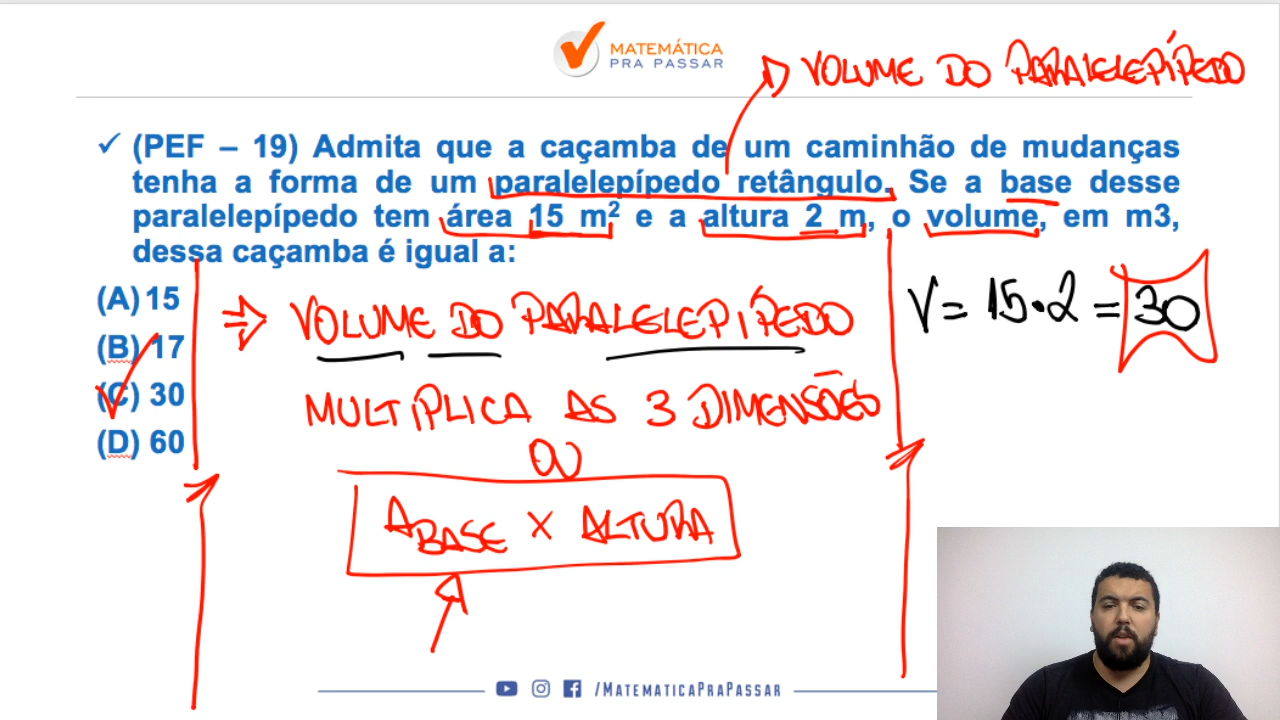 MATEMÁTICA
PRA PASSAR
VOLUME DO PARALELEPÍPEDO
✓ (PEF – 19) Admita que a caçamba de um caminhão de mudanças
tenha a forma de um paralelepípedo retângulo. Se a base desse
paralelepípedo tem área 15 m² e a altura 2 m, o volume, em m3,
dessa caçamba é igual a:
(A) 15
(B) 17
(C) 30
(D) 60
⇒ VOLUME DO PARALELEPÍPEDO
MULTIPLICA AS 3 DIMENSÕES
OU
ABASE X ALTURA
V = 15 · 2 = 30
/MATEMATICAPRAPASSAR